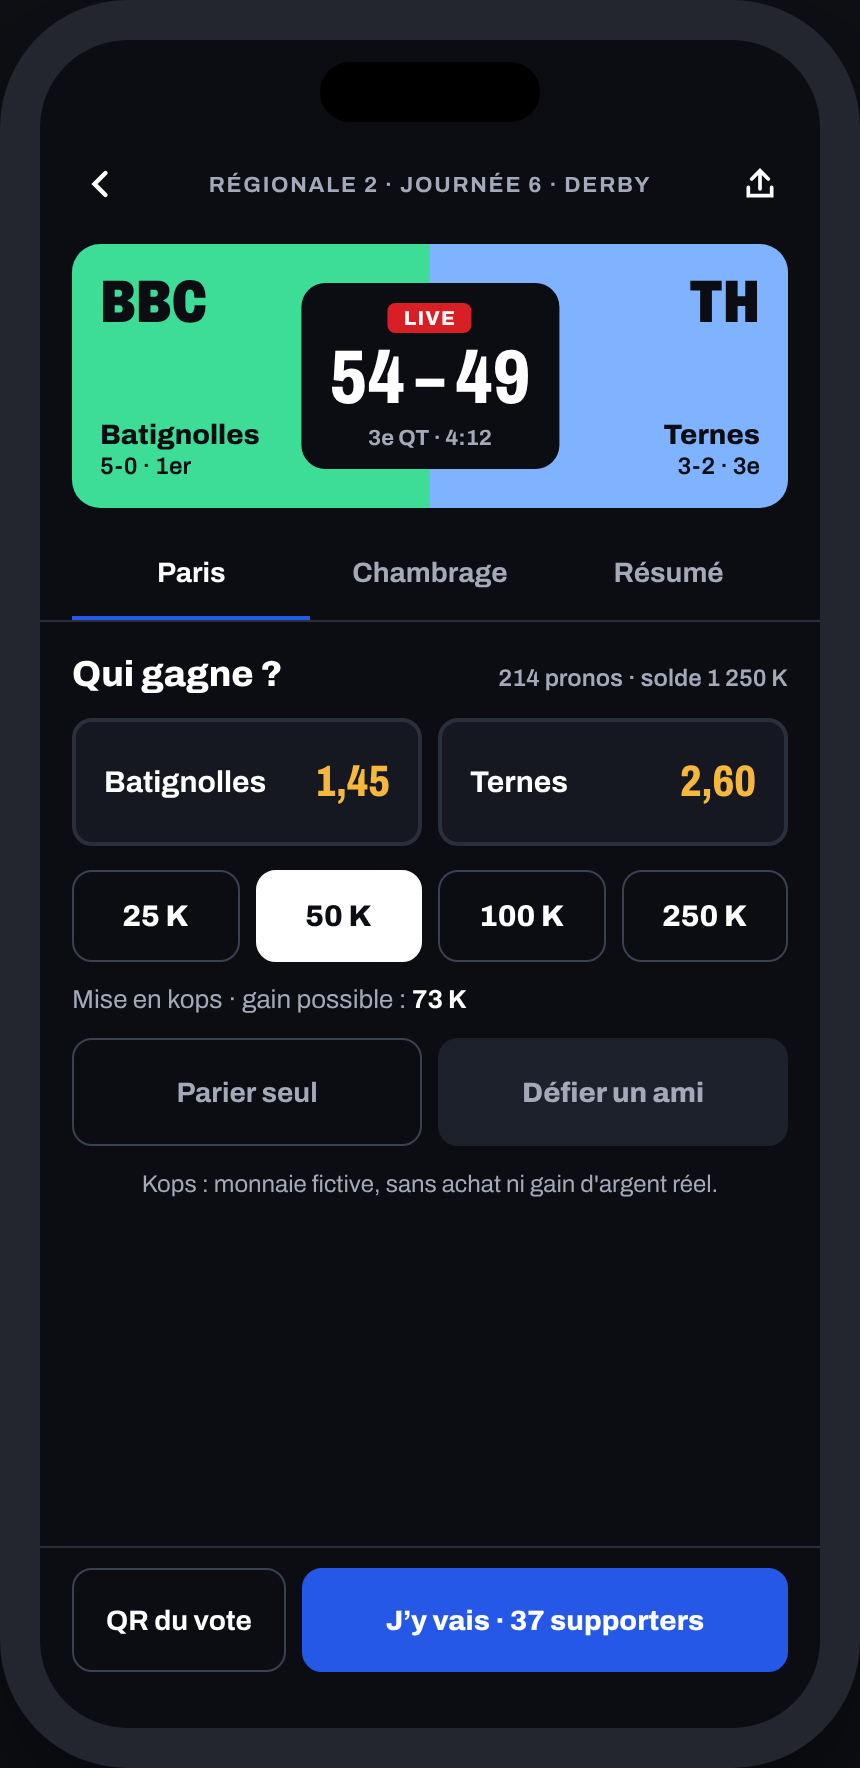 RÉGIONALE 2 · JOURNÉE 6 · DERBY
BBC
TH
LIVE
54 – 49
3e QT · 4:12
Batignolles
5-0 · 1er
Ternes
3-2 · 3e
Paris
Chambrage
Résumé
Qui gagne ?
214 pronos · solde 1 250 K
Batignolles 1,45
Ternes 2,60
25 K
50 K
100 K
250 K
Mise en kops · gain possible : 73 K
Parier seul
Défier un ami
Kops : monnaie fictive, sans achat ni gain d'argent réel.
QR du vote
J’y vais · 37 supporters